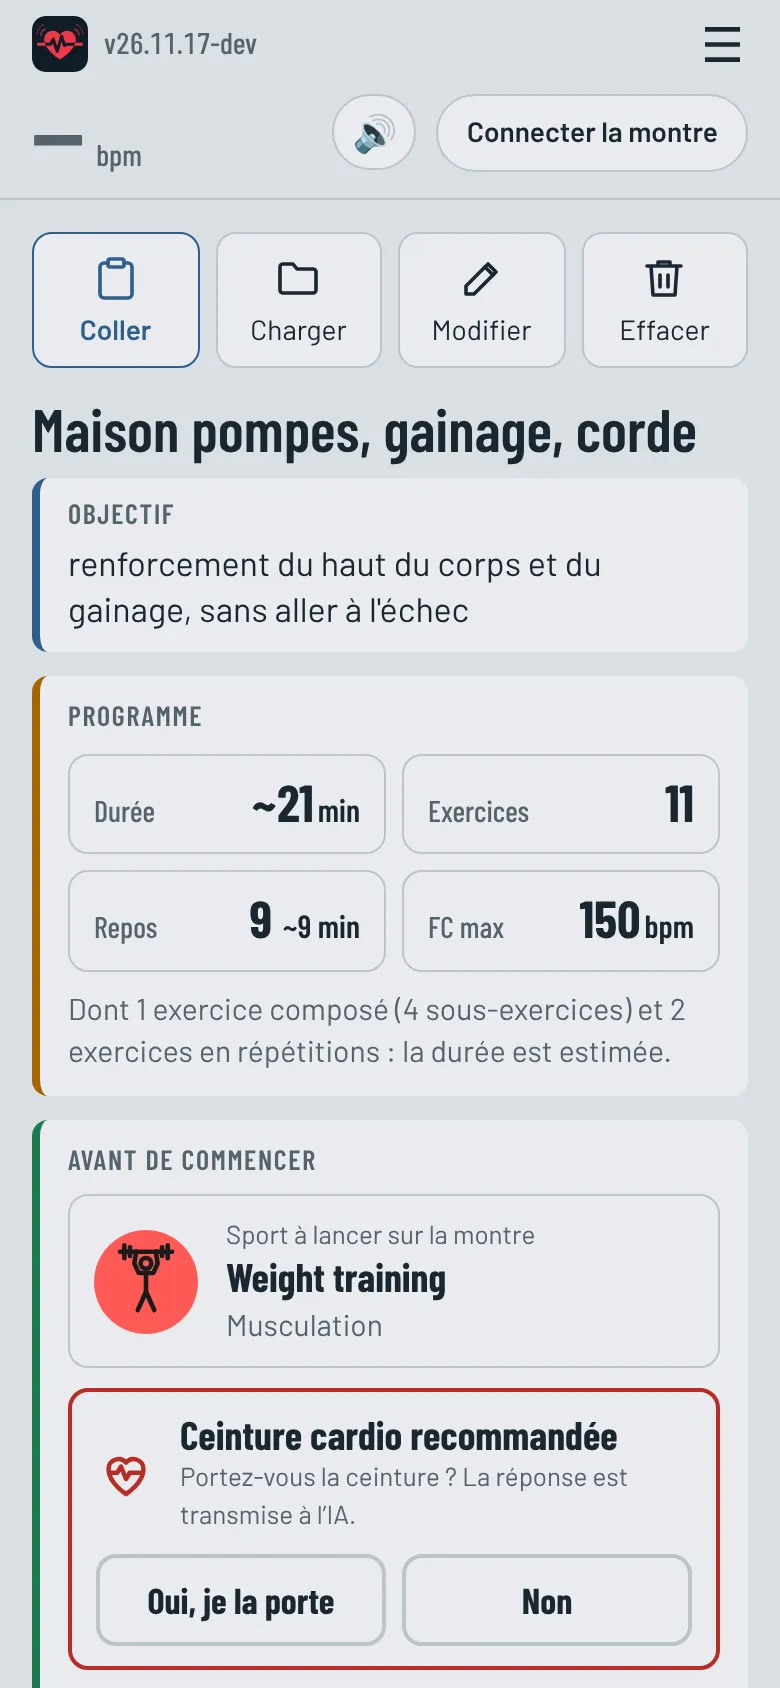 v26.11.17-dev
bpm
Connecter la montre
Coller
Charger
Modifier
Effacer
Maison pompes, gainage, corde
OBJECTIF
renforcement du haut du corps et du
gainage, sans aller à l'échec
PROGRAMME
Durée ~21 min
Exercices 11
Repos 9 ~9 min
FC max 150 bpm
Dont 1 exercice composé (4 sous-exercices) et 2
exercices en répétitions : la durée est estimée.
AVANT DE COMMENCER
Sport à lancer sur la montre
Weight training
Musculation
Ceinture cardio recommandée
Portez-vous la ceinture ? La réponse est
transmise à l’IA.
Oui, je la porte
Non